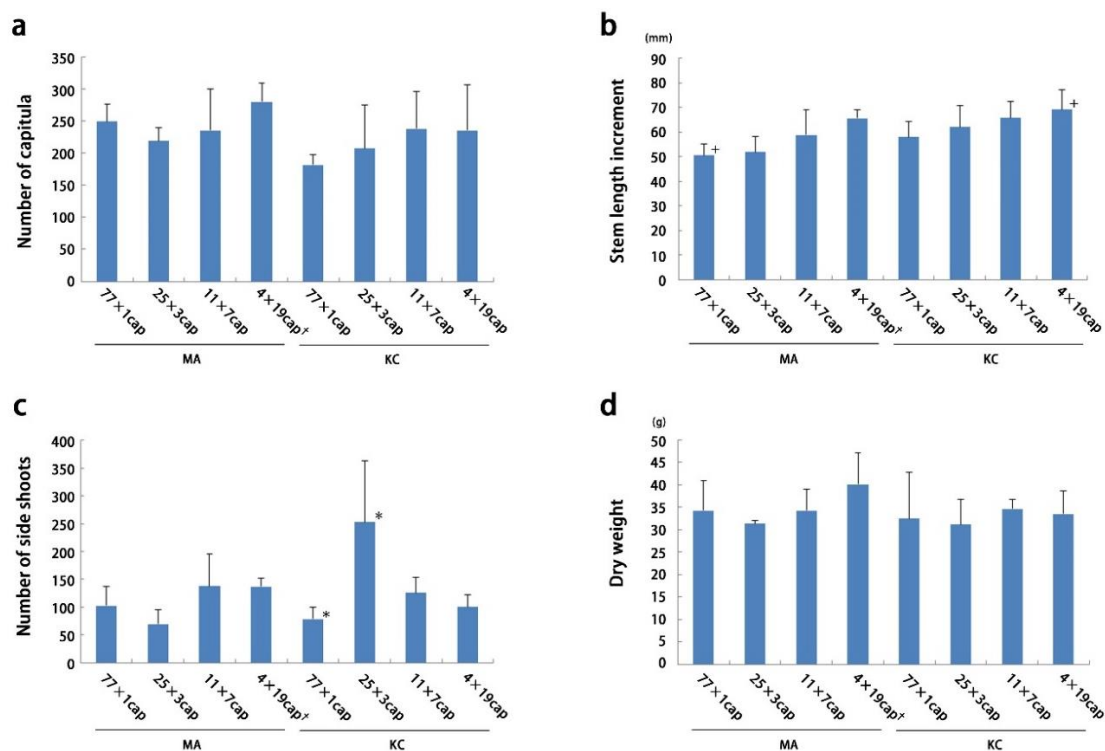 a
Number of capitula
350
300
250
200
150
100
50
0
77×1cap
25×3cap
11×7cap
4×19cap†
77×1cap
25×3cap
11×7cap
4×19cap
MA
KC
b
(mm)
Stem length increment
90
80
70
60
50
40
30
20
10
0
+
+
77×1cap
25×3cap
11×7cap
4×19cap†
77×1cap
25×3cap
11×7cap
4×19cap
MA
KC
c
Number of side shoots
400
350
300
250
200
150
100
50
0
*
*
77×1cap
25×3cap
11×7cap
4×19cap†
77×1cap
25×3cap
11×7cap
4×19cap
MA
KC
d
(g)
Dry weight
50
45
40
35
30
25
20
15
10
5
0
77×1cap
25×3cap
11×7cap
4×19cap†
77×1cap
25×3cap
11×7cap
4×19cap
MA
KC